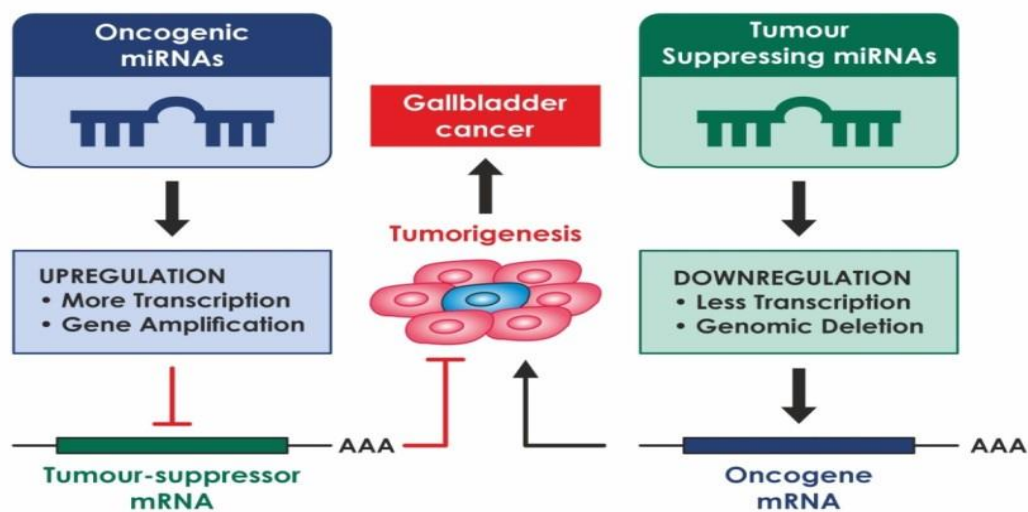 Oncogenic
miRNAs
UPREGULATION
• More Transcription
• Gene Amplification
AAA
Tumour-suppressor
mRNA
Gallbladder
cancer
Tumorigenesis
Tumour
Suppressing miRNAs
DOWNREGULATION
• Less Transcription
• Genomic Deletion
AAA
Oncogene
mRNA